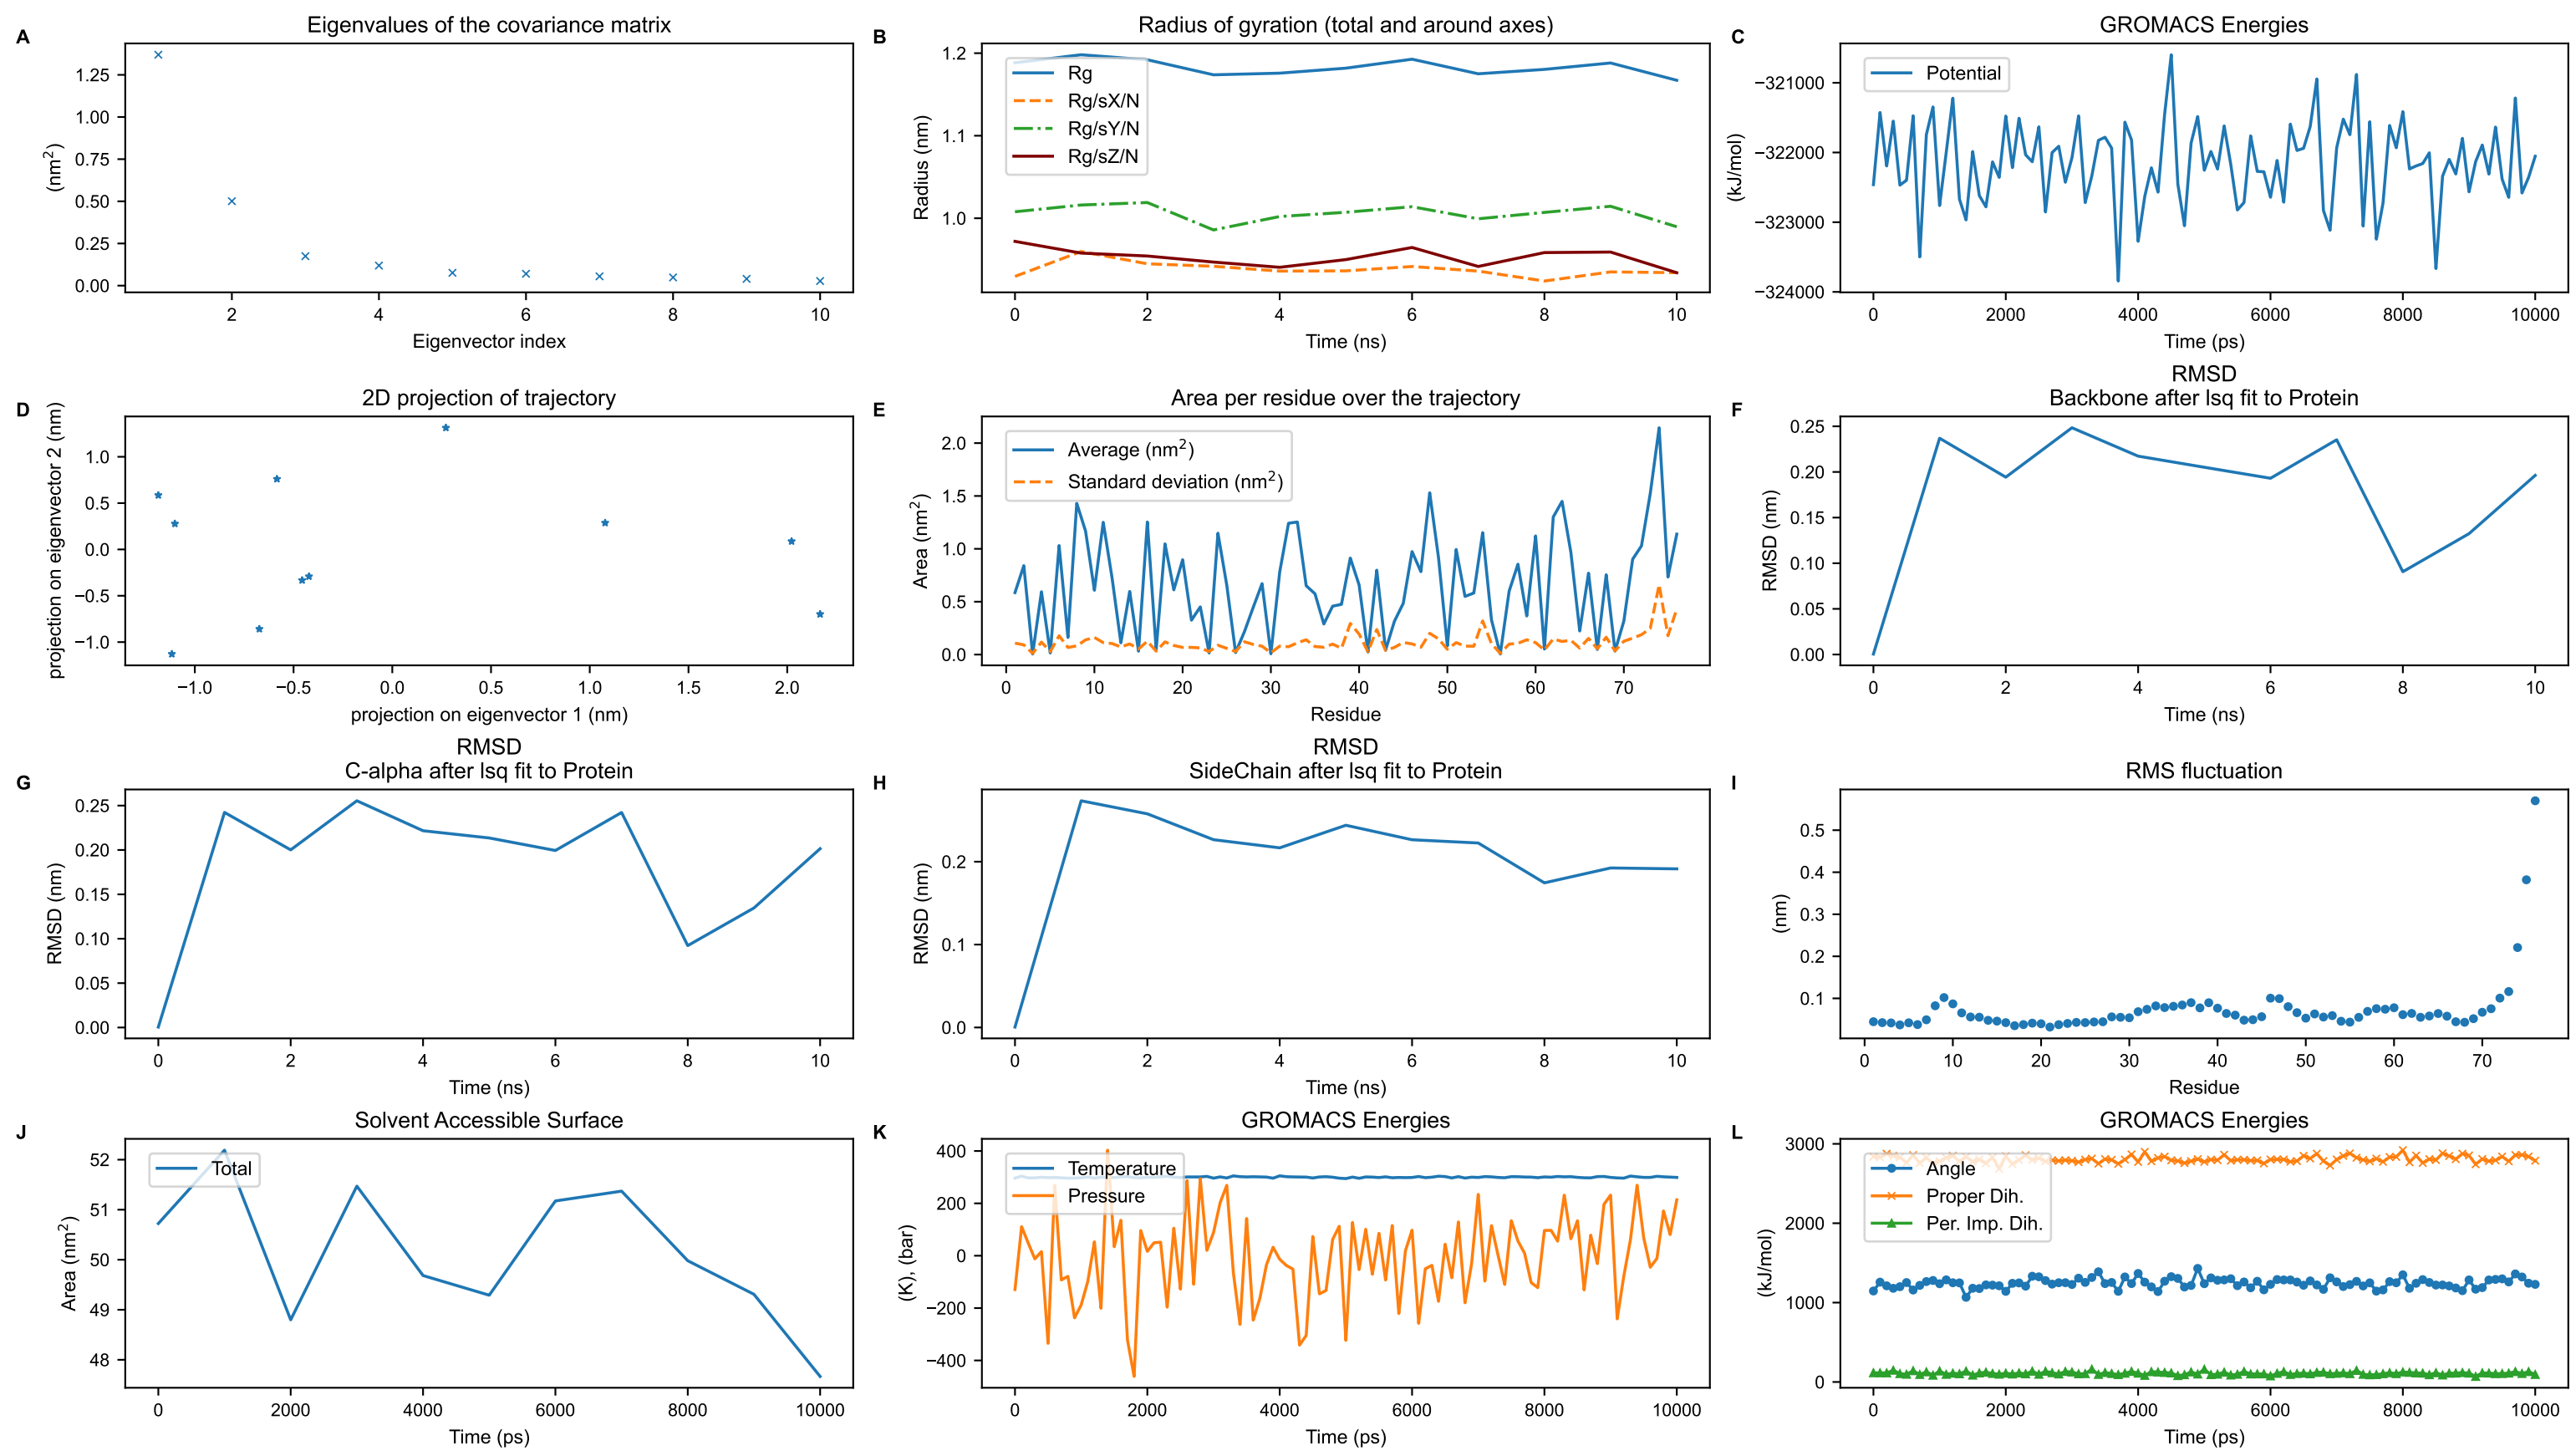 A
Eigenvalues of the covariance matrix
(nm²)
1.25
1.00
0.75
0.50
0.25
0.00
2 4 6 8 10
Eigenvector index
B
Radius of gyration (total and around axes)
Radius (nm)
1.2
1.1
1.0
Rg
Rg/sX/N
Rg/sY/N
Rg/sZ/N
0 2 4 6 8 10
Time (ns)
C
GROMACS Energies
(kJ/mol)
−321000
−322000
−323000
−324000
Potential
0 2000 4000 6000 8000 10000
Time (ps)
D
2D projection of trajectory
projection on eigenvector 2 (nm)
1.0
0.5
0.0
−0.5
−1.0
−1.0 −0.5 0.0 0.5 1.0 1.5 2.0
projection on eigenvector 1 (nm)
E
Area per residue over the trajectory
Area (nm²)
2.0
1.5
1.0
0.5
0.0
Average (nm²)
Standard deviation (nm²)
0 10 20 30 40 50 60 70
Residue
F
RMSD
Backbone after lsq fit to Protein
RMSD (nm)
0.25
0.20
0.15
0.10
0.05
0.00
0 2 4 6 8 10
Time (ns)
G
RMSD
C-alpha after lsq fit to Protein
RMSD (nm)
0.25
0.20
0.15
0.10
0.05
0.00
0 2 4 6 8 10
Time (ns)
H
RMSD
SideChain after lsq fit to Protein
RMSD (nm)
0.2
0.1
0.0
0 2 4 6 8 10
Time (ns)
I
RMS fluctuation
(nm)
0.5
0.4
0.3
0.2
0.1
0 10 20 30 40 50 60 70
Residue
J
Solvent Accessible Surface
Area (nm²)
52
51
50
49
48
Total
0 2000 4000 6000 8000 10000
Time (ps)
K
GROMACS Energies
(K), (bar)
400
200
0
−200
−400
Temperature
Pressure
0 2000 4000 6000 8000 10000
Time (ps)
L
GROMACS Energies
(kJ/mol)
3000
2000
1000
0
Angle
Proper Dih.
Per. Imp. Dih.
0 2000 4000 6000 8000 10000
Time (ps)